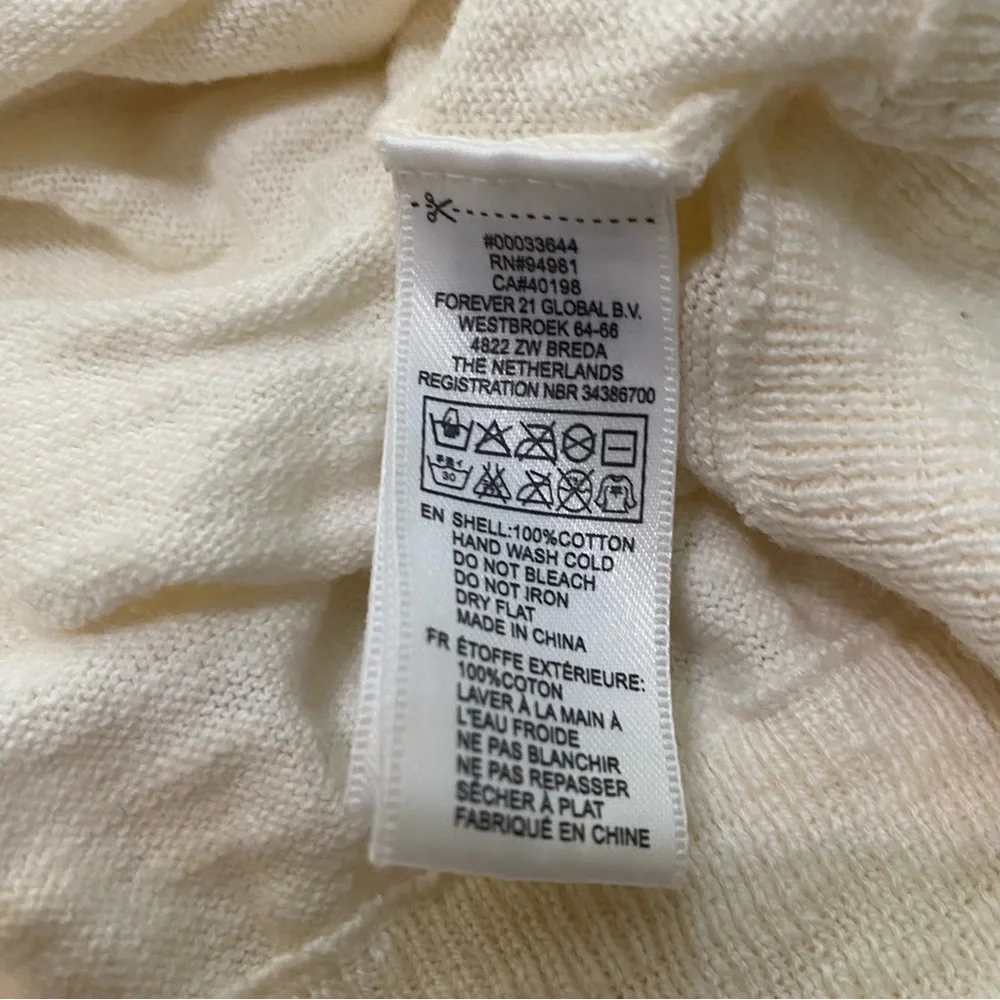 #00033644
RN#94981
CA#40198
FOREVER 21 GLOBAL B.V.
WESTBROEK 64-66
4822 ZW BREDA
THE NETHERLANDS
REGISTRATION NBR 34386700
30
EN SHELL:100%COTTON
HAND WASH COLD
DO NOT BLEACH
DO NOT IRON
DRY FLAT
MADE IN CHINA
FR ÉTOFFE EXTÉRIEURE:
100%COTON
LAVER À LA MAIN À
L'EAU FROIDE
NE PAS BLANCHIR
NE PAS REPASSER
SÉCHER À PLAT
FABRIQUÉ EN CHINE